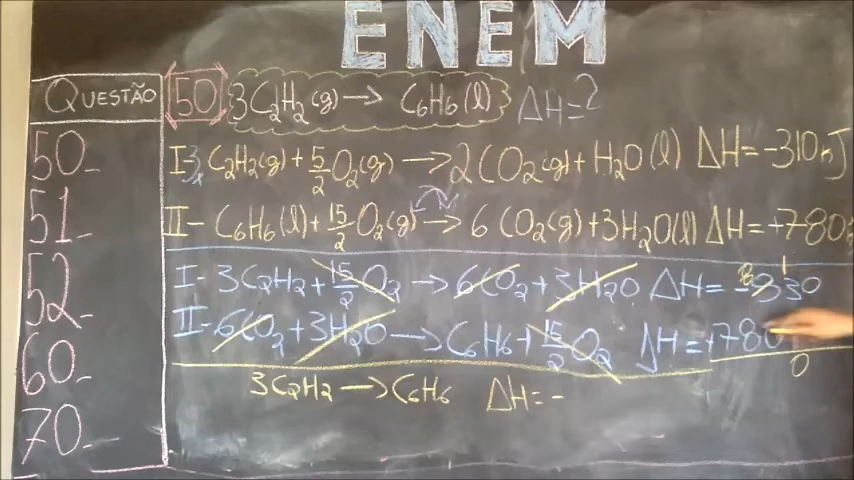 ENEM
QUESTÃO
50-
51-
52-
60-
70-
50 3C2H2(g) → C6H6(l) ΔH=?
I-3x C2H2(g) + 5/2 O2(g) → 2CO2(g) + H2O(l) ΔH=-310
II- C6H6(l) + 15/2 O2(g) → 6CO2(g) + 3H2O(l) ΔH=+780
I- 3C2H2 + 15/2 O2 → 6CO2 + 3H2O ΔH= -930
II- 6CO2 + 3H2O → C6H6 + 15/2 O2 ΔH=+780
0
3C2H2 → C6H6 ΔH=-